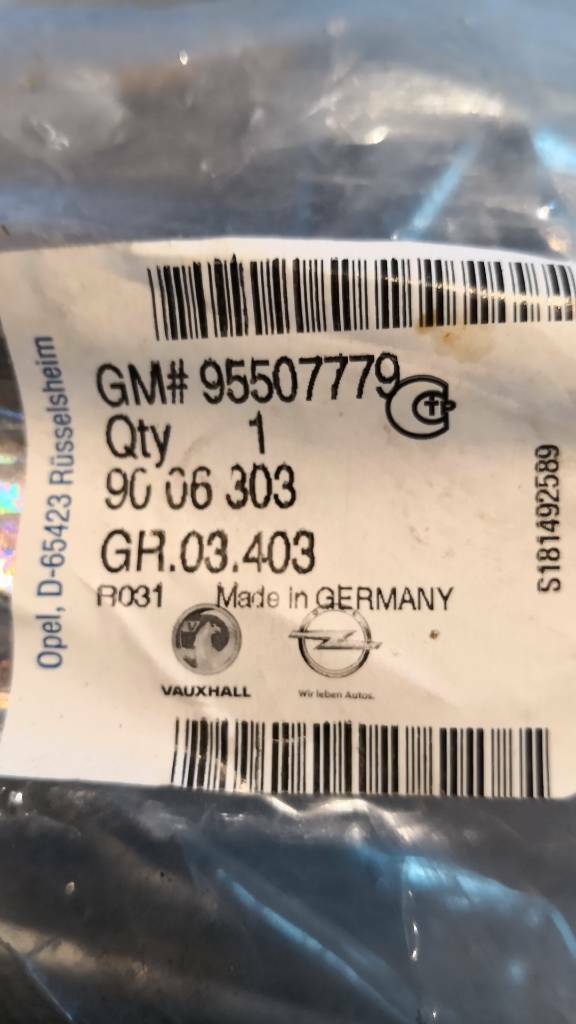 GM# 95507779
Qty 1
90 06 303
GR.03.403
R031 Made in GERMANY
VAUXHALL
Wir leben Autos.
Opel, D-65423 Rüsselsheim
S181492589